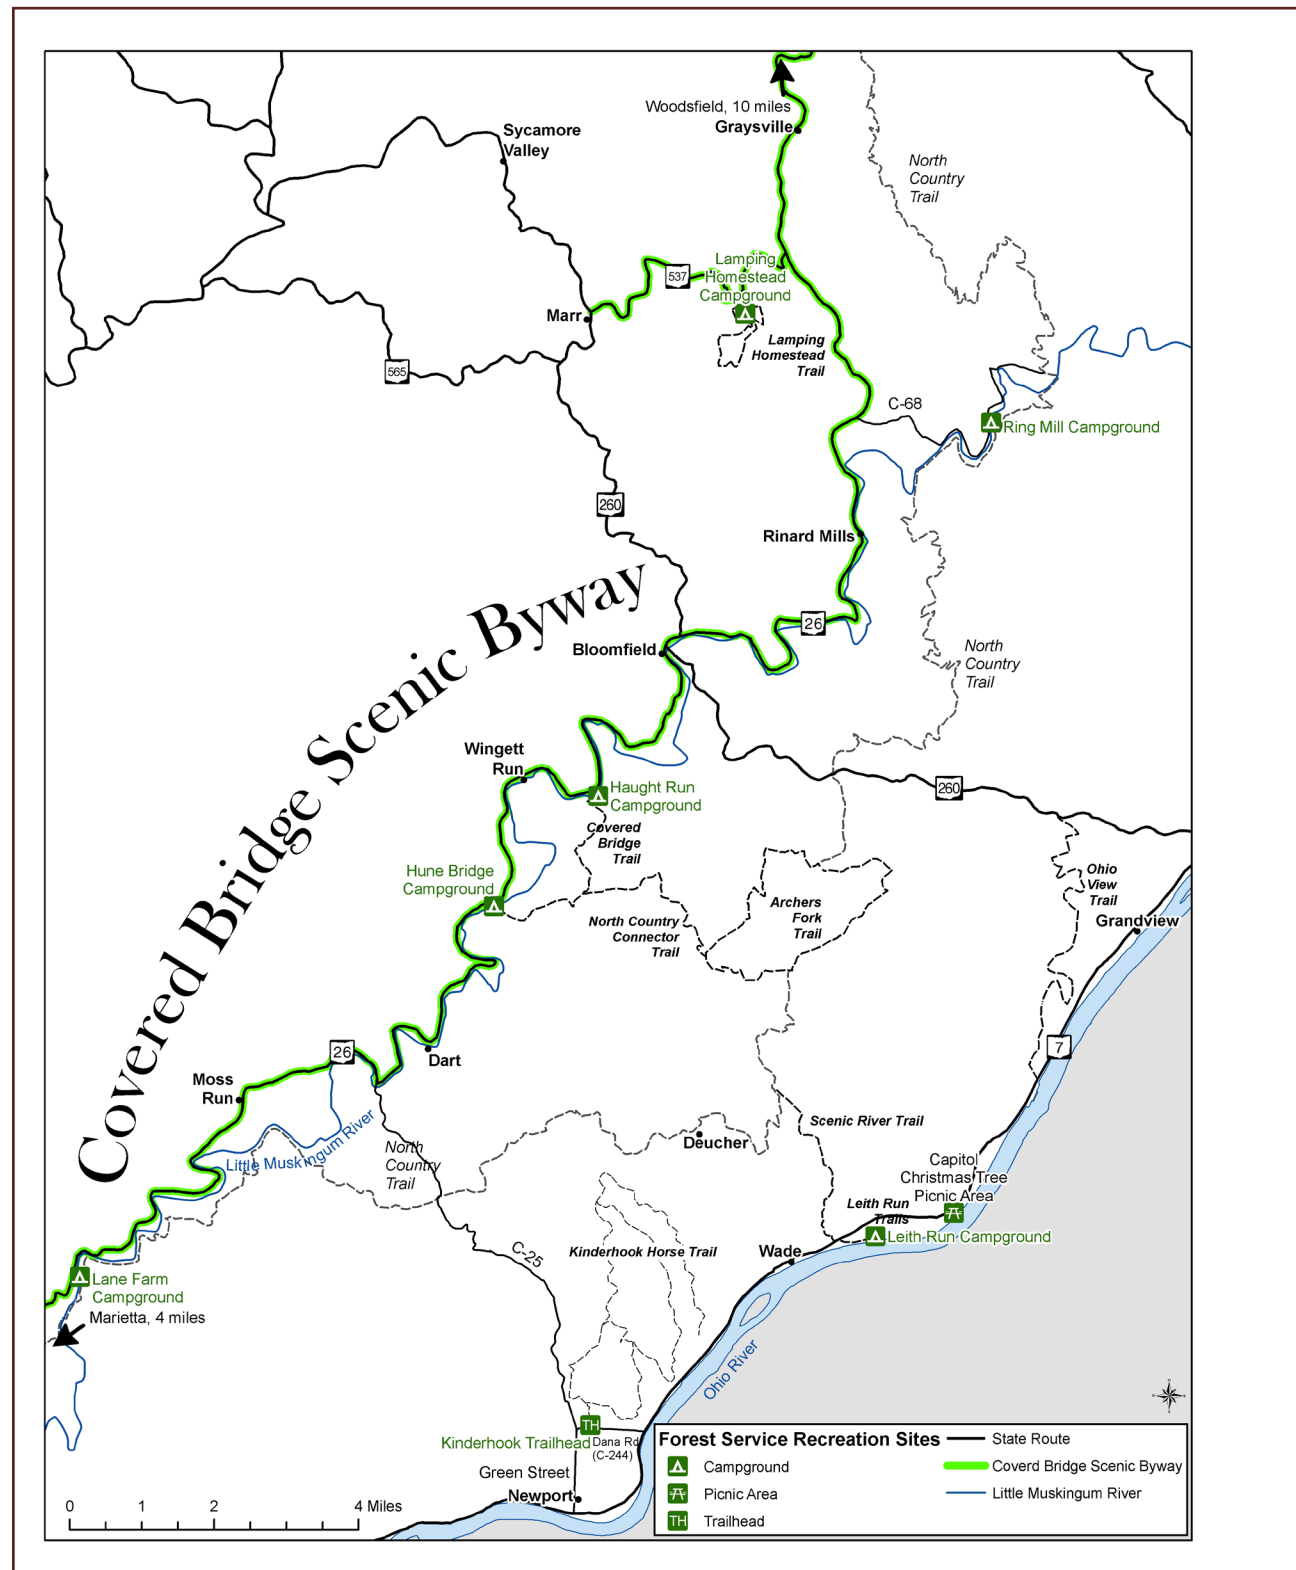 Woodsfield, 10 miles
Graysville
Sycamore
Valley
North
Country
Trail
Lamping
Homestead
Campground
537
Marr
Lamping
Homestead
Trail
565
C-68
Ring Mill Campground
260
Rinard Mills
Covered Bridge Scenic Byway
26
Bloomfield
North
Country
Trail
Wingett
Run
Haught Run
Campground
260
Covered
Bridge
Trail
Hune Bridge
Campground
Ohio
View
Trail
Archers
Fork
Trail
North Country
Connector
Trail
Grandview
26
Dart
7
Moss
Run
Little Muskingum River
North
Country
Trail
Scenic River Trail
Deucher
Capitol
Christmas Tree
Picnic Area
Leith Run
Trails
Leith Run Campground
Kinderhook Horse Trail
Wade
C-25
Lane Farm
Campground
Marietta, 4 miles
Ohio River
TH
Kinderhook Trailhead
Dana Rd
(C-244)
Green Street
Newport
0 1 2 4 Miles
Forest Service Recreation Sites
Campground
Picnic Area
TH Trailhead
State Route
Coverd Bridge Scenic Byway
Little Muskingum River